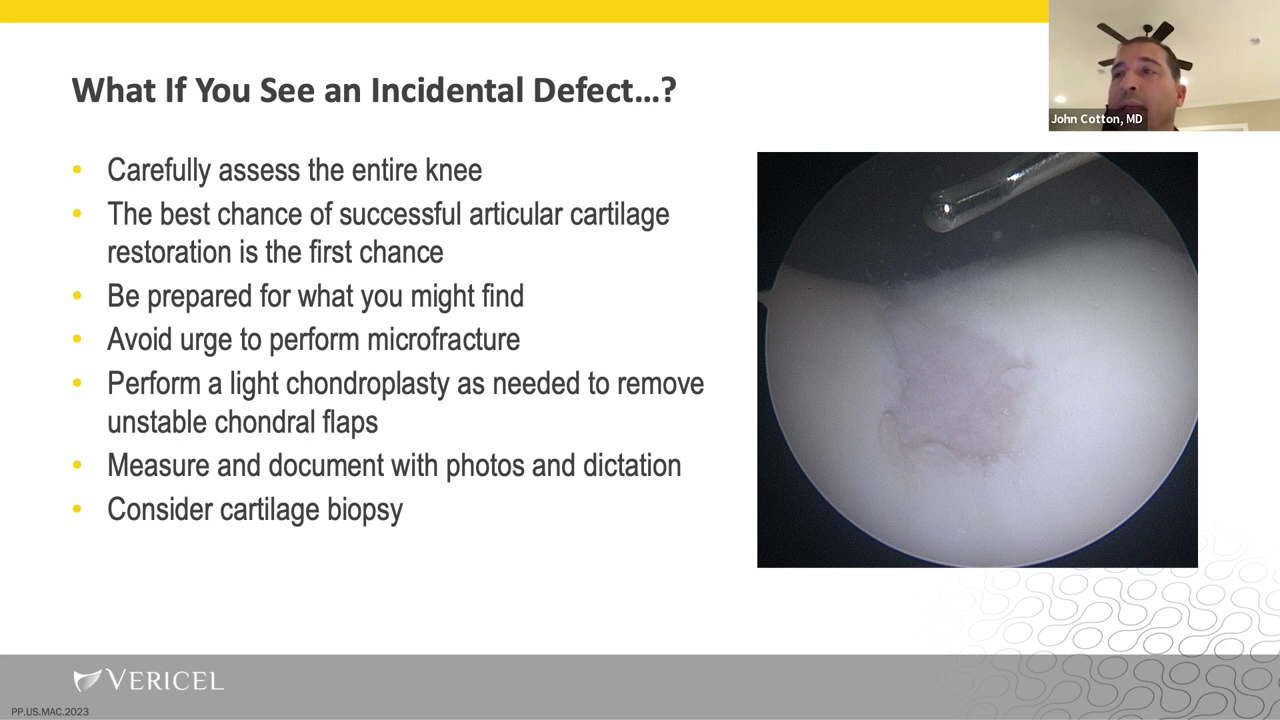 What If You See an Incidental Defect...?
John Cotton, MD
• Carefully assess the entire knee
• The best chance of successful articular cartilage
restoration is the first chance
• Be prepared for what you might find
• Avoid urge to perform microfracture
• Perform a light chondroplasty as needed to remove
unstable chondral flaps
• Measure and document with photos and dictation
• Consider cartilage biopsy
VERICEL
PP.US.MAC.2023